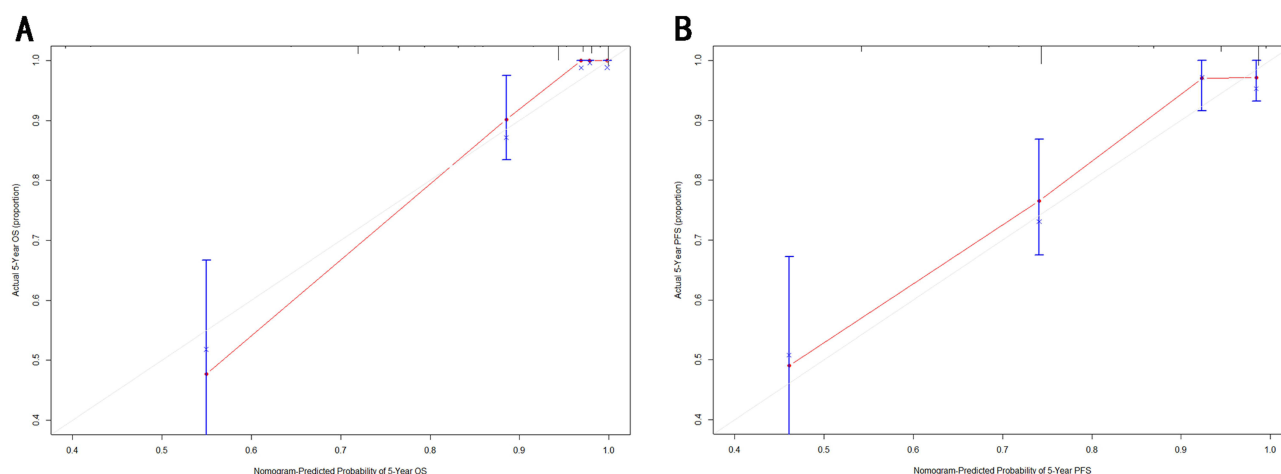 A
B
1.0
0.9
0.8
0.7
0.6
0.5
0.4
Actual 5-Year OS (proportion)
0.4 0.5 0.6 0.7 0.8 0.9 1.0
Nomogram-Predicted Probability of 5-Year OS
1.0
0.9
0.8
0.7
0.6
0.5
0.4
Actual 5-Year PFS (proportion)
0.4 0.5 0.6 0.7 0.8 0.9 1.0
Nomogram-Predicted Probability of 5-Year PFS